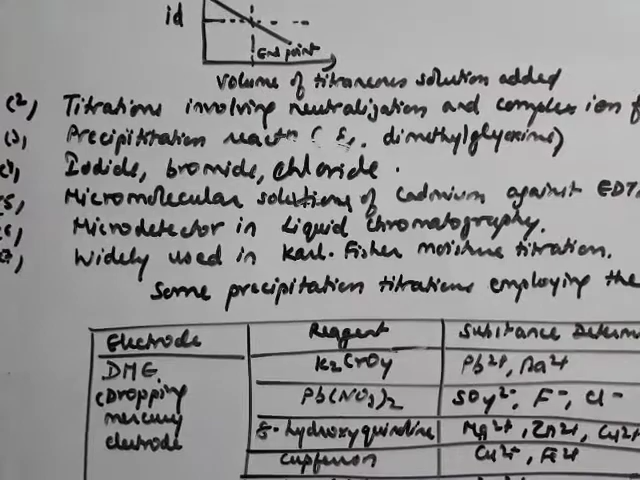 id
End point
volume of titraneous solution added
(2) Titrations involving neutralization and complex ion f
(3) Precipitation reactn ( Eg. dimethylglyoxime)
(4) Iodide, bromide, chloride.
(5) Micromolecular solutions of cadmium against EDTA
(6) Microdetector in liquid chromatography.
(7) Widely used in Karl-Fisher moisture titration.
Some precipitation titrations employing the
Electrode Reagent Substance Determ
DME K2CrO4 Pb2+, Ba2+
(Dropping Pb(NO3)2 SO42-, F-, Cl-
mercury
electrode 8-hydroxyquinoline Mg2+, Zn2+, Cu2+
cupferron Cu2+, Fe2+